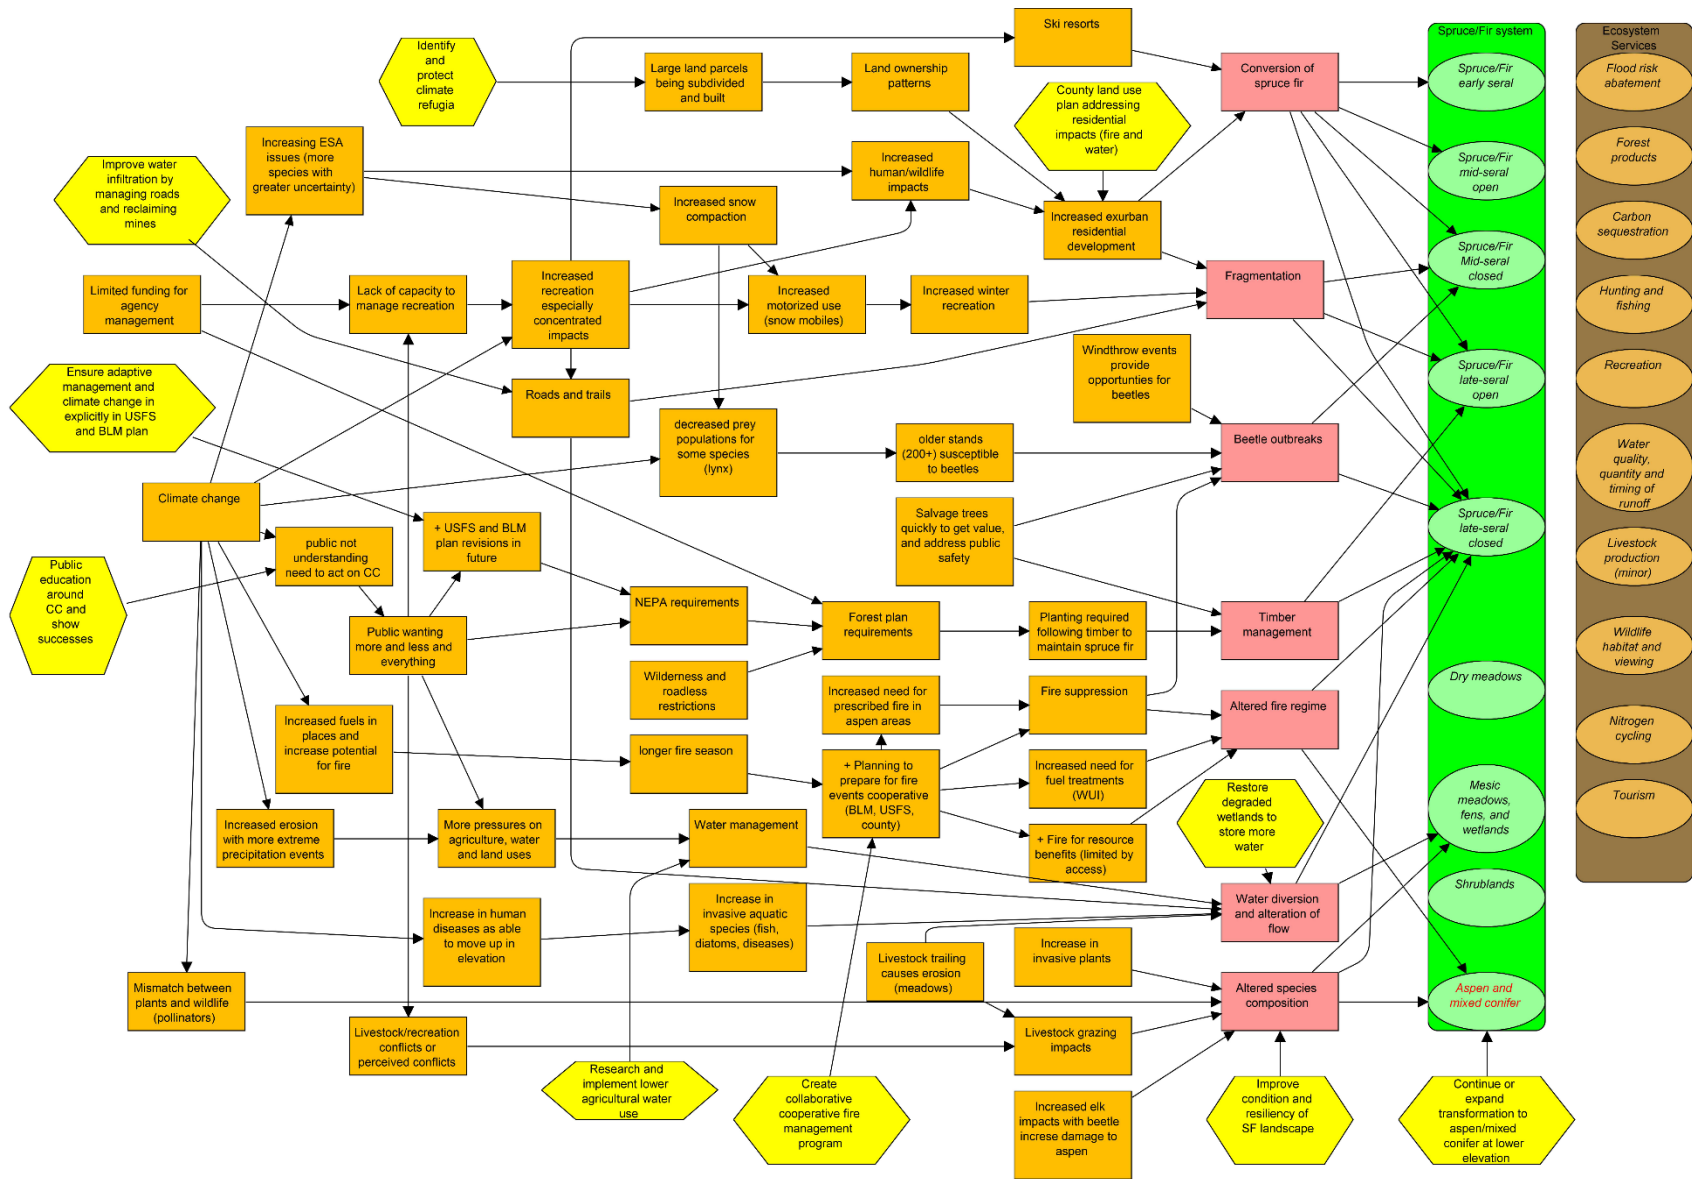 Ski resorts
Spruce/Fir system
Ecosystem
Services
Identify
and
protect
climate
refugia
Large land parcels
being subdivided
and built
Land ownership
patterns
Conversion of
spruce fir
Spruce/Fir
early seral
Flood risk
abatement
County land use
plan addressing
residential
impacts (fire and
water)
Increasing ESA
issues (more
species with
greater uncertainty)
Improve water
infiltration by
managing roads
and reclaiming
mines
Increased
human/wildlife
impacts
Spruce/Fir
mid-seral
open
Forest
products
Increased snow
compaction
Increased exurban
residential
development
Spruce/Fir
Mid-seral
closed
Carbon
sequestration
Limited funding for
agency
management
Lack of capacity to
manage recreation
Increased
recreation
especially
concentrated
impacts
Increased
motorized use
(snow mobiles)
Increased winter
recreation
Fragmentation
Hunting and
fishing
Ensure adaptive
management and
climate change in
explicitly in USFS
and BLM plan
Roads and trails
Windthrow events
provide
opportunties for
beetles
Spruce/Fir
late-seral
open
Recreation
decreased prey
populations for
some species
(lynx)
older stands
(200+) susceptible
to beetles
Beetle outbreaks
Water
quality,
quantity and
timing of
runoff
Climate change
+ USFS and BLM
plan revisions in
future
Salvage trees
quickly to get value,
and address public
safety
Spruce/Fir
late-seral
closed
public not
understanding
need to act on CC
Livestock
production
(minor)
Public
education
around
CC and
show
successes
Public wanting
more and less and
everything
NEPA requirements
Forest plan
requirements
Planting required
following timber to
maintain spruce fir
Timber
management
Wildlife
habitat and
viewing
Wilderness and
roadless
restrictions
Increased need for
prescribed fire in
aspen areas
Fire suppression
Altered fire regime
Dry meadows
Increased fuels in
places and
increase potential
for fire
longer fire season
+ Planning to
prepare for fire
events cooperative
(BLM, USFS,
county)
Increased need for
fuel treatments
(WUI)
Nitrogen
cycling
Restore
degraded
wetlands to
store more
water
Mesic
meadows,
fens, and
wetlands
Tourism
Increased erosion
with more extreme
precipitation events
More pressures on
agriculture, water
and land uses
Water management
+ Fire for resource
benefits (limited by
access)
Increase in human
diseases as able
to move up in
elevation
Increase in
invasive aquatic
species (fish,
diatoms, diseases)
Water diversion
and alteration of
flow
Shrublands
Livestock trailing
causes erosion
(meadows)
Increase in
invasive plants
Mismatch between
plants and wildlife
(pollinators)
Altered species
composition
Aspen and
mixed conifer
Livestock/recreation
conflicts or
perceived conflicts
Livestock grazing
impacts
Research and
implement lower
agricultural water
use
Create
collaborative
cooperative fire
management
program
Increased elk
impacts with beetle
increse damage to
aspen
Improve
condition and
resiliency of
SF landscape
Continue or
expand
transformation to
aspen/mixed
conifer at lower
elevation